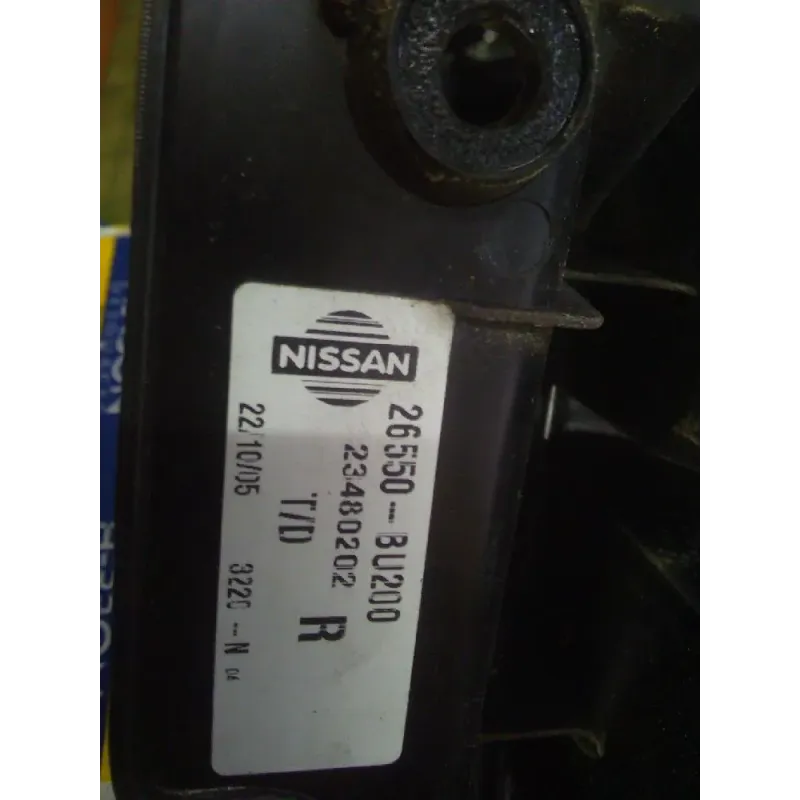 NISSAN
26550-BU200
23480202
T/D R
22/10/05 3220-N 04